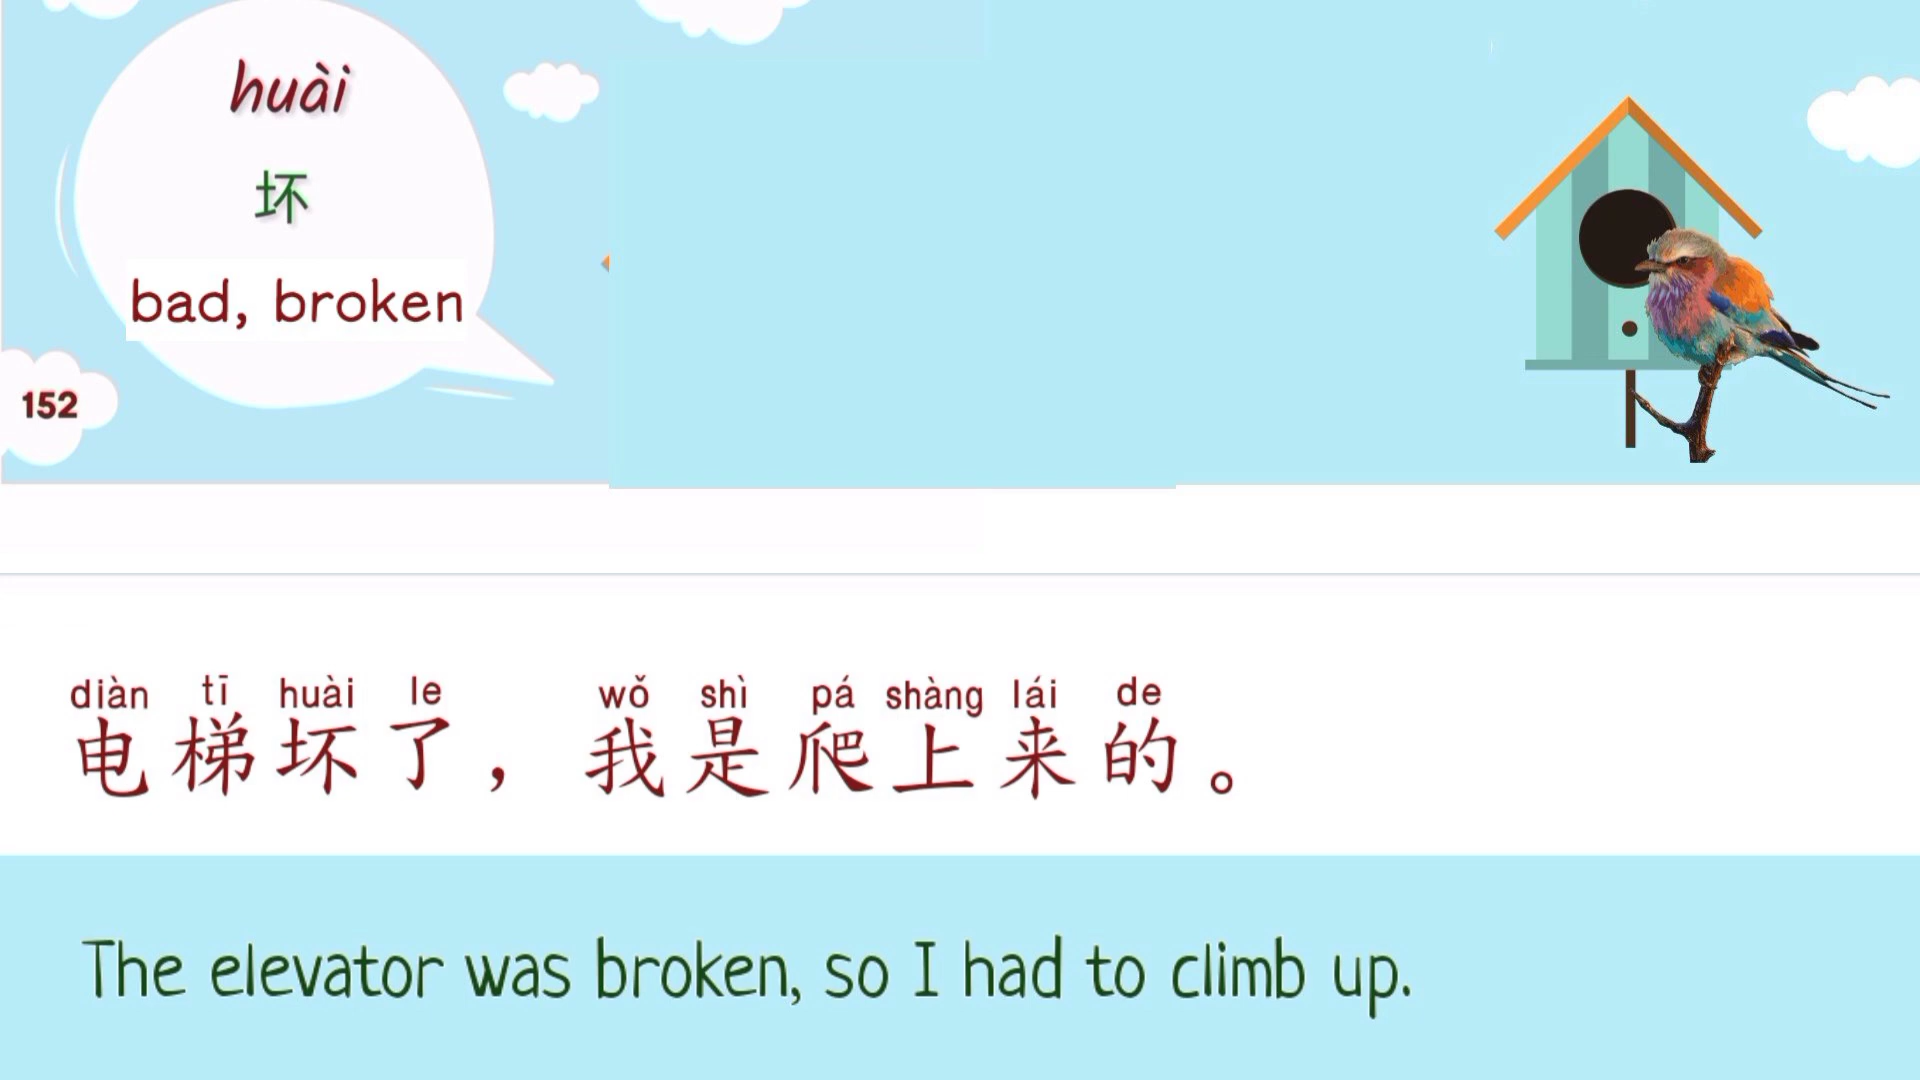 huài
坏
bad, broken
152
diàn tī huài le wǒ shì pá shàng lái de
电梯坏了，我是爬上来的。
The elevator was broken, so I had to climb up.